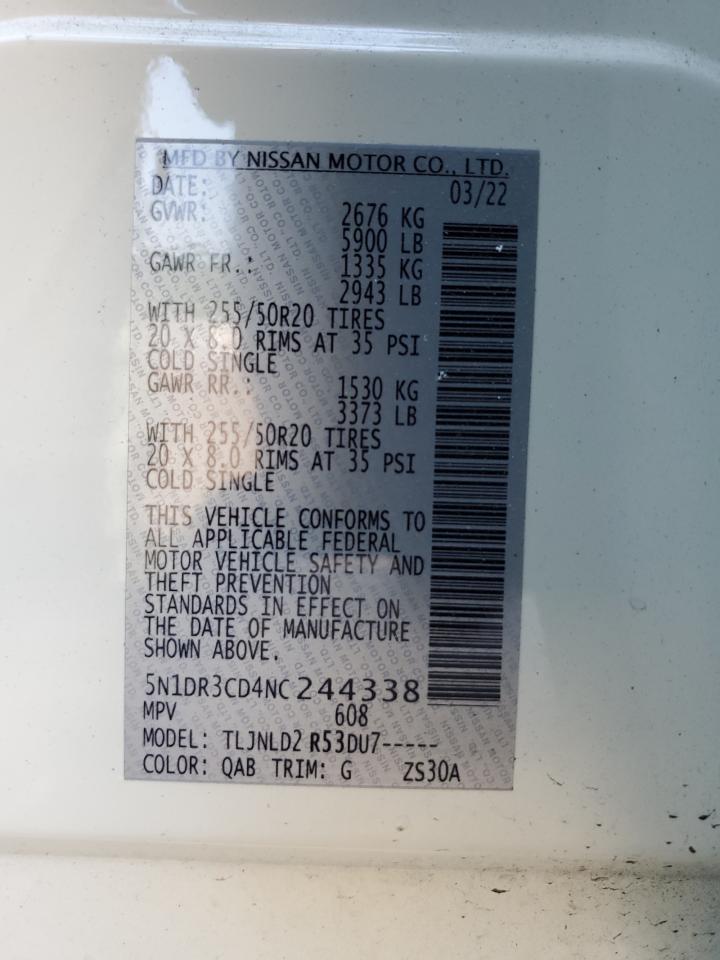 MFD BY NISSAN MOTOR CO., LTD.
DATE: 03/22
GVWR: 2676 KG
5900 LB
GAWR FR.: 1335 KG
2943 LB
WITH 255/50R20 TIRES
20 X 8.0 RIMS AT 35 PSI
COLD SINGLE
GAWR RR.: 1530 KG
3373 LB
WITH 255/50R20 TIRES
20 X 8.0 RIMS AT 35 PSI
COLD SINGLE
THIS VEHICLE CONFORMS TO
ALL APPLICABLE FEDERAL
MOTOR VEHICLE SAFETY AND
THEFT PREVENTION
STANDARDS IN EFFECT ON
THE DATE OF MANUFACTURE
SHOWN ABOVE.
5N1DR3CD4NC244338
MPV 608
MODEL: TLJNLD2 R53DU7-----
COLOR: QAB TRIM: G ZS30A